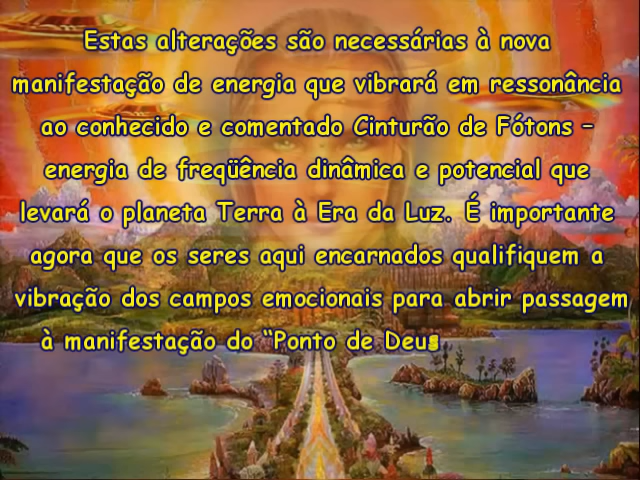 Estas alterações são necessárias à nova
manifestação de energia que vibrará em ressonância
ao conhecido e comentado Cinturão de Fótons –
energia de freqüência dinâmica e potencial que
levará o planeta Terra à Era da Luz. É importante
agora que os seres aqui encarnados qualifiquem a
vibração dos campos emocionais para abrir passagem
à manifestação do “Ponto de Deus